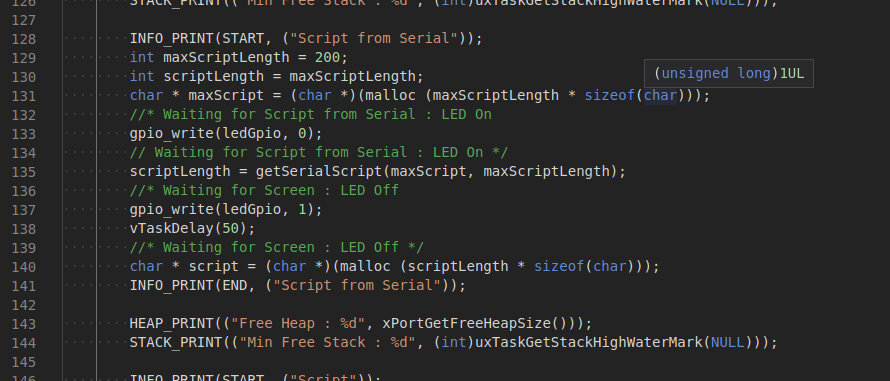 126 STACK_PRINT(("Min Free Stack : %d", (int)uxTaskGetStackHighWaterMark(NULL)));
127
128 INFO_PRINT(START, ("Script from Serial"));
129 int maxScriptLength = 200;
130 int scriptLength = maxScriptLength;
(unsigned long)1UL
131 char * maxScript = (char *)(malloc (maxScriptLength * sizeof(char)));
132 //* Waiting for Script from Serial : LED On
133 gpio_write(ledGpio, 0);
134 // Waiting for Script from Serial : LED On */
135 scriptLength = getSerialScript(maxScript, maxScriptLength);
136 //* Waiting for Screen : LED Off
137 gpio_write(ledGpio, 1);
138 vTaskDelay(50);
139 //* Waiting for Screen : LED Off */
140 char * script = (char *)(malloc (scriptLength * sizeof(char)));
141 INFO_PRINT(END, ("Script from Serial"));
142
143 HEAP_PRINT(("Free Heap : %d", xPortGetFreeHeapSize()));
144 STACK_PRINT(("Min Free Stack : %d", (int)uxTaskGetStackHighWaterMark(NULL)));
145
146 INFO_PRINT(START, ("Script"));